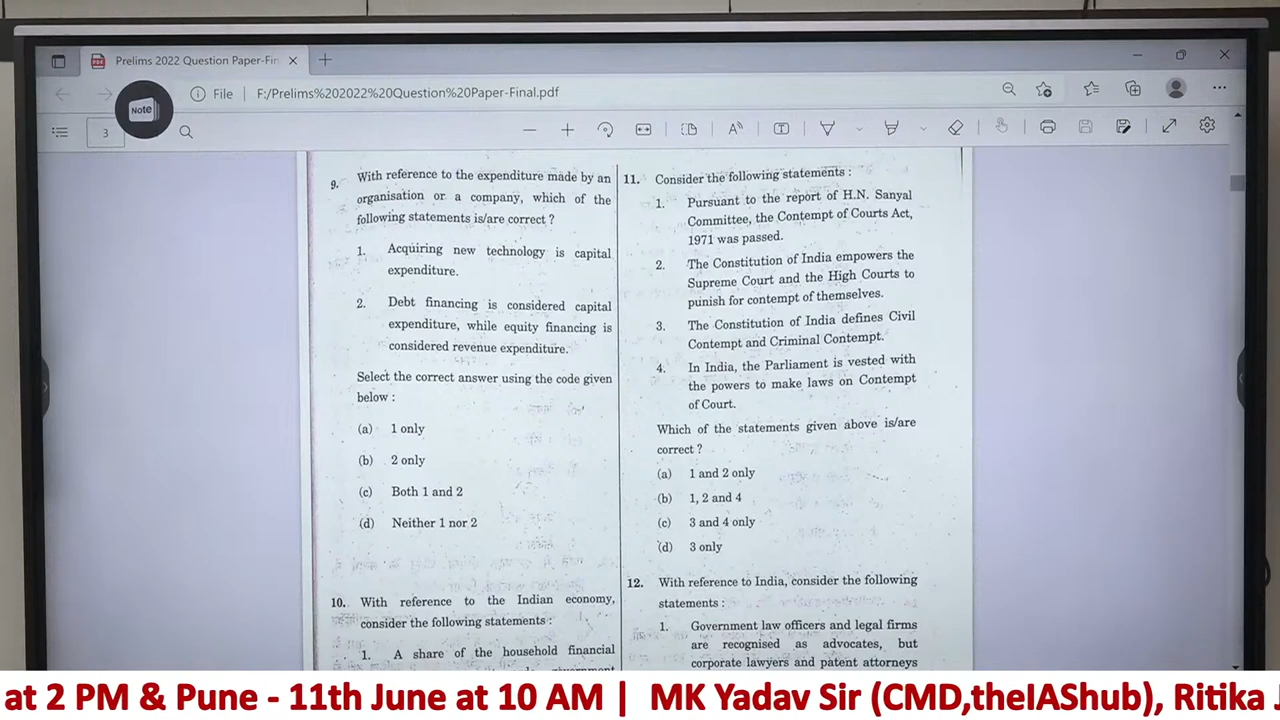 Prelims 2022 Question Paper-Fin
Note
File
F:/Prelims%202022%20Question%20Paper-Final.pdf
3
9. With reference to the expenditure made by an
organisation or a company, which of the
following statements is/are correct ?
1. Acquiring new technology is capital
expenditure.
2. Debt financing is considered capital
expenditure, while equity financing is
considered revenue expenditure.
Select the correct answer using the code given
below :
(a) 1 only
(b) 2 only
(c) Both 1 and 2
(d) Neither 1 nor 2
10. With reference to the Indian economy,
consider the following statements :
1. A share of the household financial
11. Consider the following statements :
1. Pursuant to the report of H.N. Sanyal
Committee, the Contempt of Courts Act,
1971 was passed.
2. The Constitution of India empowers the
Supreme Court and the High Courts to
punish for contempt of themselves.
3. The Constitution of India defines Civil
Contempt and Criminal Contempt.
4. In India, the Parliament is vested with
the powers to make laws on Contempt
of Court.
Which of the statements given above is/are
correct ?
(a) 1 and 2 only
(b) 1, 2 and 4
(c) 3 and 4 only
(d) 3 only
12. With reference to India, consider the following
statements :
1. Government law officers and legal firms
are recognised as advocates, but
corporate lawyers and patent attorneys
at 2 PM & Pune - 11th June at 10 AM | MK Yadav Sir (CMD,theIAShub), Ritika